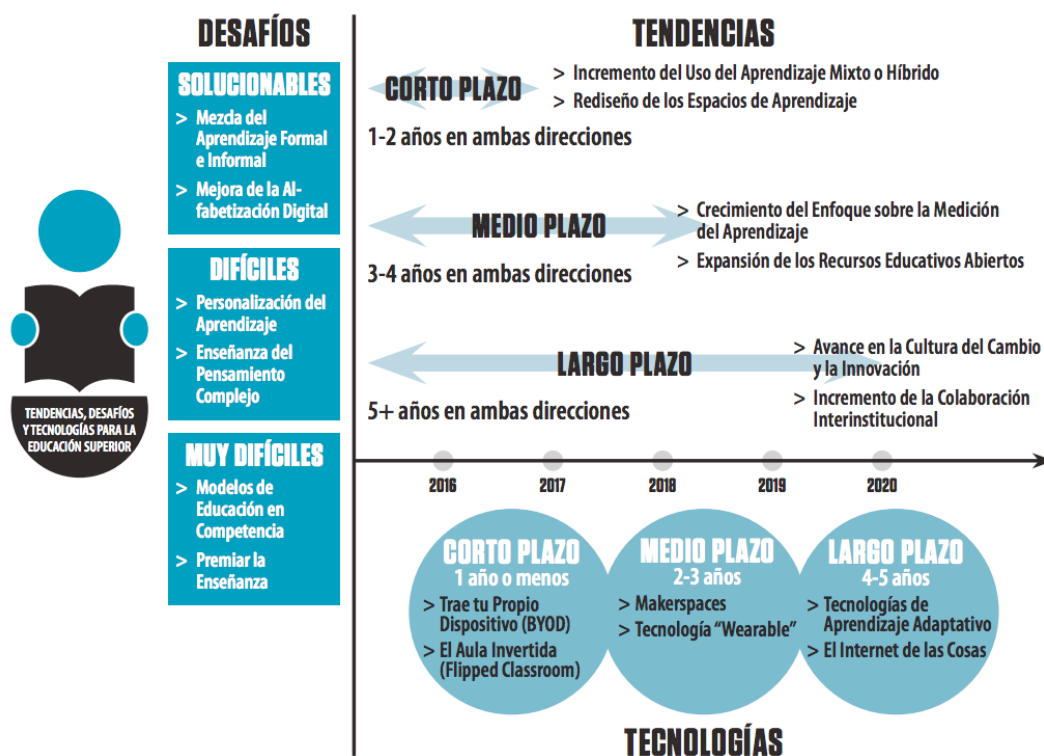 DESAFÍOS
SOLUCIONABLES
> Mezcla del
Aprendizaje Formal
e Informal
> Mejora de la Al-
fabetización Digital
DIFÍCILES
> Personalización del
Aprendizaje
> Enseñanza del
Pensamiento
Complejo
MUY DIFÍCILES
> Modelos de
Educación en
Competencia
> Premiar la
Enseñanza
TENDENCIAS, DESAFÍOS
Y TECNOLOGÍAS PARA LA
EDUCACIÓN SUPERIOR
TENDENCIAS
CORTO PLAZO
> Incremento del Uso del Aprendizaje Mixto o Híbrido
> Rediseño de los Espacios de Aprendizaje
1-2 años en ambas direcciones
MEDIO PLAZO
> Crecimiento del Enfoque sobre la Medición
del Aprendizaje
> Expansión de los Recursos Educativos Abiertos
3-4 años en ambas direcciones
LARGO PLAZO
> Avance en la Cultura del Cambio
y la Innovación
> Incremento de la Colaboración
Interinstitucional
5+ años en ambas direcciones
2016 2017 2018 2019 2020
CORTO PLAZO
1 año o menos
> Trae tu Propio
Dispositivo (BYOD)
> El Aula Invertida
(Flipped Classroom)
MEDIO PLAZO
2-3 años
> Makerspaces
> Tecnología “Wearable”
LARGO PLAZO
4-5 años
> Tecnologías de
Aprendizaje Adaptativo
> El Internet de las Cosas
TECNOLOGÍAS